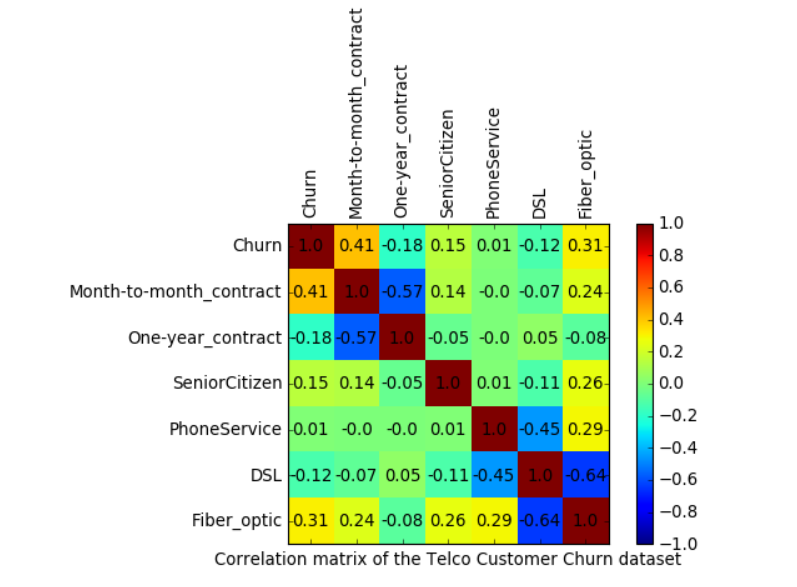 Churn
Month-to-month_contract
One-year_contract
SeniorCitizen
PhoneService
DSL
Fiber_optic
Churn 1.0 0.41 -0.18 0.15 0.01 -0.12 0.31
Month-to-month_contract 0.41 1.0 -0.57 0.14 -0.0 -0.07 0.24
One-year_contract -0.18 -0.57 1.0 -0.05 -0.0 0.05 -0.08
SeniorCitizen 0.15 0.14 -0.05 1.0 0.01 -0.11 0.26
PhoneService 0.01 -0.0 -0.0 0.01 1.0 -0.45 0.29
DSL -0.12 -0.07 0.05 -0.11 -0.45 1.0 -0.64
Fiber_optic 0.31 0.24 -0.08 0.26 0.29 -0.64 1.0
1.0
0.8
0.6
0.4
0.2
0.0
−0.2
−0.4
−0.6
−0.8
−1.0
Correlation matrix of the Telco Customer Churn dataset